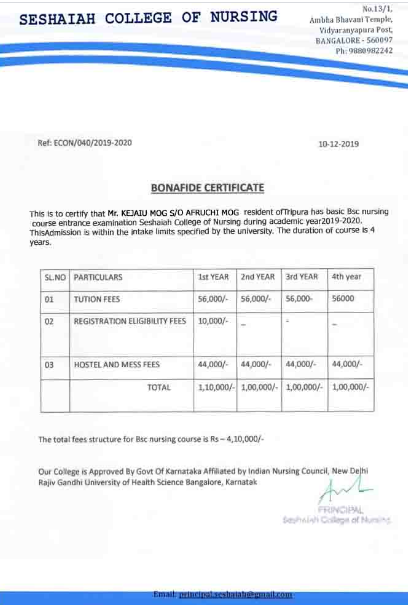 SESHAIAH COLLEGE OF NURSING
No.13/1,
Ambha Bhavani Temple,
Vidyaranyapura Post,
BANGALORE - 560097
Ph: 9880982242
Ref: ECON/040/2019-2020
10-12-2019
BONAFIDE CERTIFICATE
This is to certify that Mr. KEJAIU MOG S/O AFRUCHI MOG resident ofTripura has basic Bsc nursing
course entrance examination Seshaiah College of Nursing during academic year2019-2020.
ThisAdmission is within the intake limits specified by the university. The duration of course is 4
years.
SL.NO PARTICULARS 1st YEAR 2nd YEAR 3rd YEAR 4th year
01 TUTION FEES 56,000/- 56,000/- 56,000- 56000
02 REGISTRATION ELIGIBILITY FEES 10,000/- _ - _
03 HOSTEL AND MESS FEES 44,000/- 44,000/- 44,000/- 44,000/-
TOTAL 1,10,000/- 1,00,000/- 1,00,000/- 1,00,000/-
The total fees structure for Bsc nursing course is Rs – 4,10,000/-
Our College is Approved By Govt Of Karnataka Affiliated by Indian Nursing Council, New Delhi
Rajiv Gandhi University of Health Science Bangalore, Karnatak
PRINCIPAL
Seshaiah College of Nursing
Email: principal.seshaiah@gmail.com